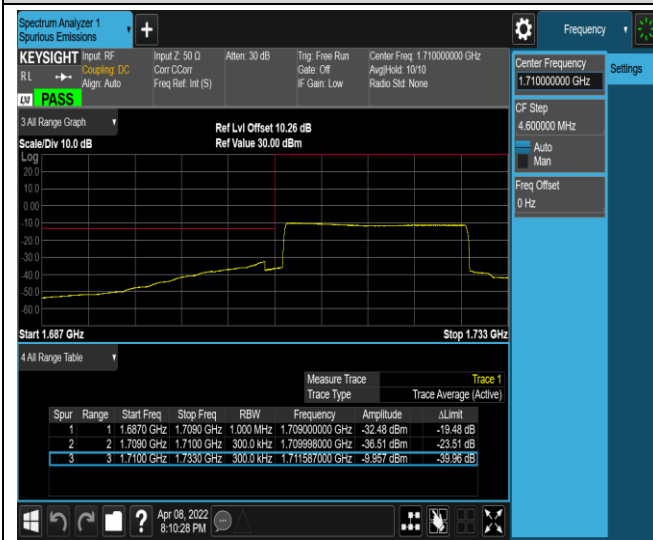 Spectrum Analyzer 1
Spurious Emissions
+
Frequency
KEYSIGHT
RL
Input: RF
Coupling: DC
Align: Auto
Input Z: 50 Ω
Corr CCorr
Freq Ref: Int (S)
Atten: 30 dB
Trig: Free Run
Gate: Off
IF Gain: Low
Center Freq: 1.710000000 GHz
Avg|Hold: 10/10
Radio Std: None
LXI
PASS
Center Frequency
1.710000000 GHz
Settings
CF Step
4.600000 MHz
Auto
Man
Freq Offset
0 Hz
3 All Range Graph
Scale/Div 10.0 dB
Ref Lvl Offset 10.26 dB
Ref Value 30.00 dBm
Log
20.0
10.0
0.00
-10.0
-20.0
-30.0
-40.0
-50.0
-60.0
Start 1.687 GHz
Stop 1.733 GHz
4 All Range Table
Measure Trace Trace 1
Trace Type Trace Average (Active)
Spur Range Start Freq Stop Freq RBW Frequency Amplitude ΔLimit
1 1 1.6870 GHz 1.7090 GHz 1.000 MHz 1.709000000 GHz -32.48 dBm -19.48 dB
2 2 1.7090 GHz 1.7100 GHz 300.0 kHz 1.709998000 GHz -36.51 dBm -23.51 dB
3 3 1.7100 GHz 1.7330 GHz 300.0 kHz 1.711587000 GHz -9.957 dBm -39.96 dB
?
Apr 08, 2022
8:10:28 PM